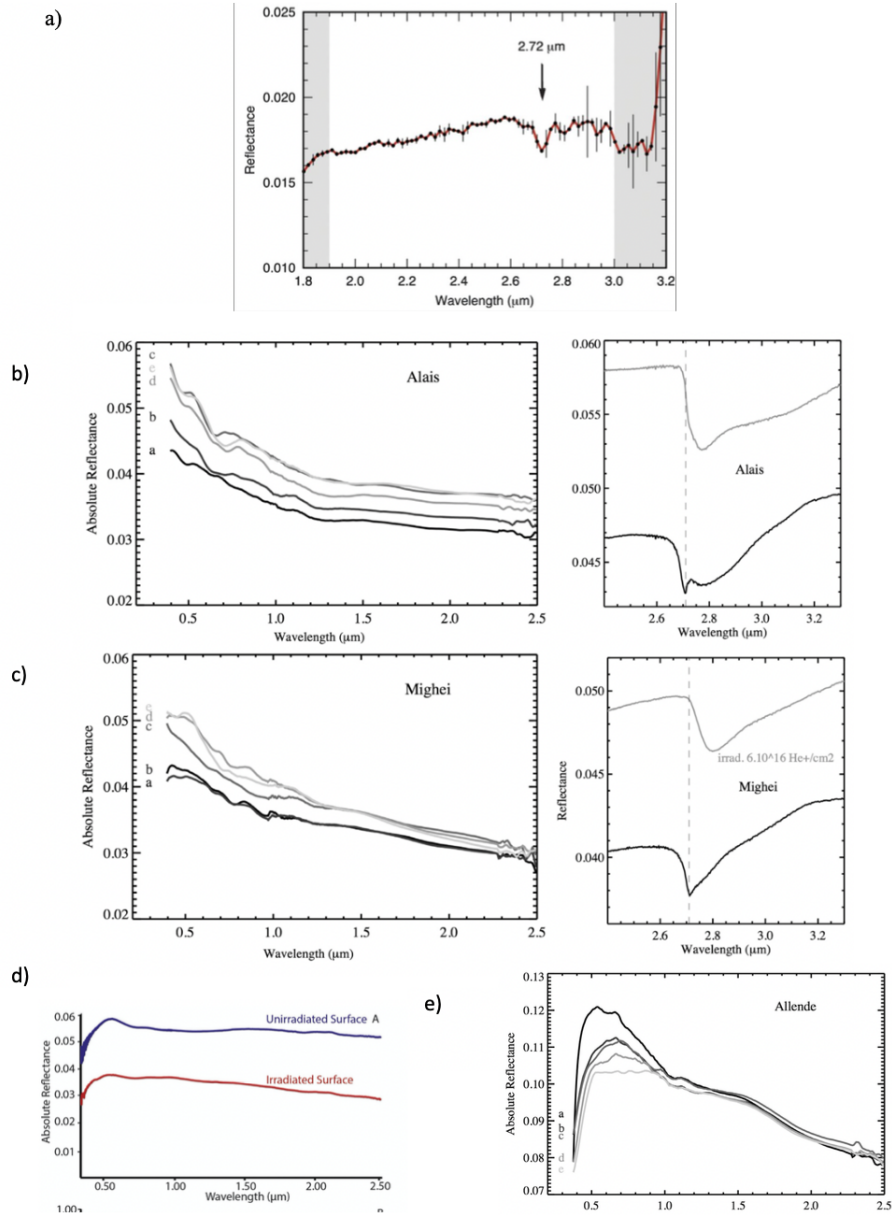 a)
0.025
0.020
0.015
0.010
Reflectance
2.72 μm
1.8 2.0 2.2 2.4 2.6 2.8 3.0 3.2
Wavelength (μm)
b)
0.06
0.05
0.04
0.03
0.02
Absolute Reflectance
c
e
d
b
a
Alais
0.5 1.0 1.5 2.0 2.5
Wavelength (μm)
0.060
0.055
0.050
0.045
Alais
2.6 2.8 3.0 3.2
Wavelength (μm)
c)
0.06
0.05
0.04
0.03
0.02
Absolute Reflectance
e
d
c
b
a
Mighei
0.5 1.0 1.5 2.0 2.5
Wavelength (μm)
0.050
0.045
0.040
Reflectance
irrad. 6.10^16 He+/cm2
Mighei
2.6 2.8 3.0 3.2
Wavelength (μm)
d)
0.06
0.05
0.04
0.03
0.02
0.01
Absolute Reflectance
Unirradiated Surface A
Irradiated Surface
0.50 1.00 1.50 2.00 2.50
Wavelength (μm)
1.00
e)
0.13
0.12
0.11
0.10
0.09
0.08
0.07
Absolute Reflectance
Allende
a
b
c
d
e
0.5 1.0 1.5 2.0 2.5